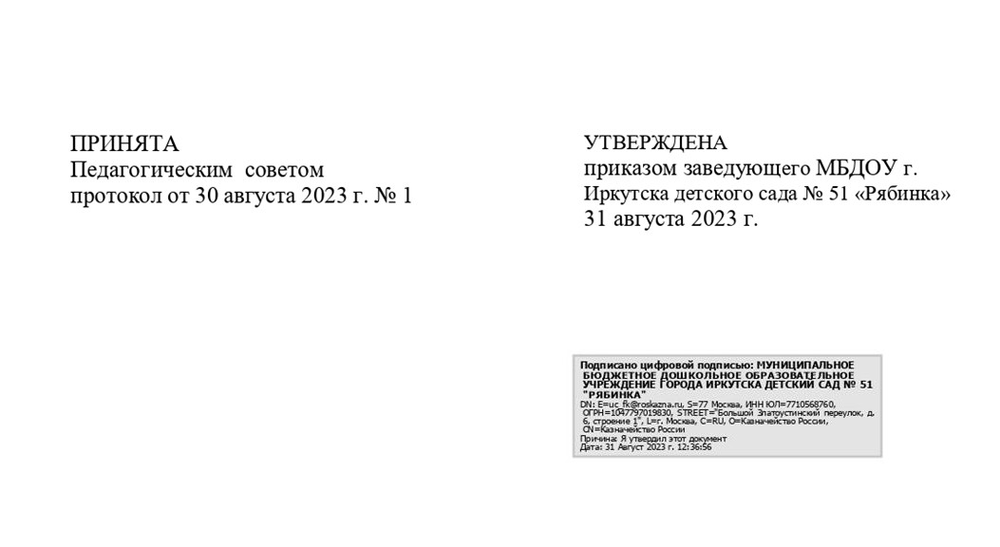 ПРИНЯТА
Педагогическим советом
протокол от 30 августа 2023 г. № 1
УТВЕРЖДЕНА
приказом заведующего МБДОУ г.
Иркутска детского сада № 51 «Рябинка»
31 августа 2023 г.
Подписано цифровой подписью: МУНИЦИПАЛЬНОЕ
БЮДЖЕТНОЕ ДОШКОЛЬНОЕ ОБРАЗОВАТЕЛЬНОЕ
УЧРЕЖДЕНИЕ ГОРОДА ИРКУТСКА ДЕТСКИЙ САД № 51
"РЯБИНКА"
DN: E=uc_fk@roskazna.ru, S=77 Москва, ИНН ЮЛ=7710568760,
ОГРН=1047797019830, STREET="Большой Златоустинский переулок, д.
6, строение 1", L=г. Москва, C=RU, O=Казначейство России,
CN=Казначейство России
Причина: Я утвердил этот документ
Дата: 31 Август 2023 г. 12:36:56